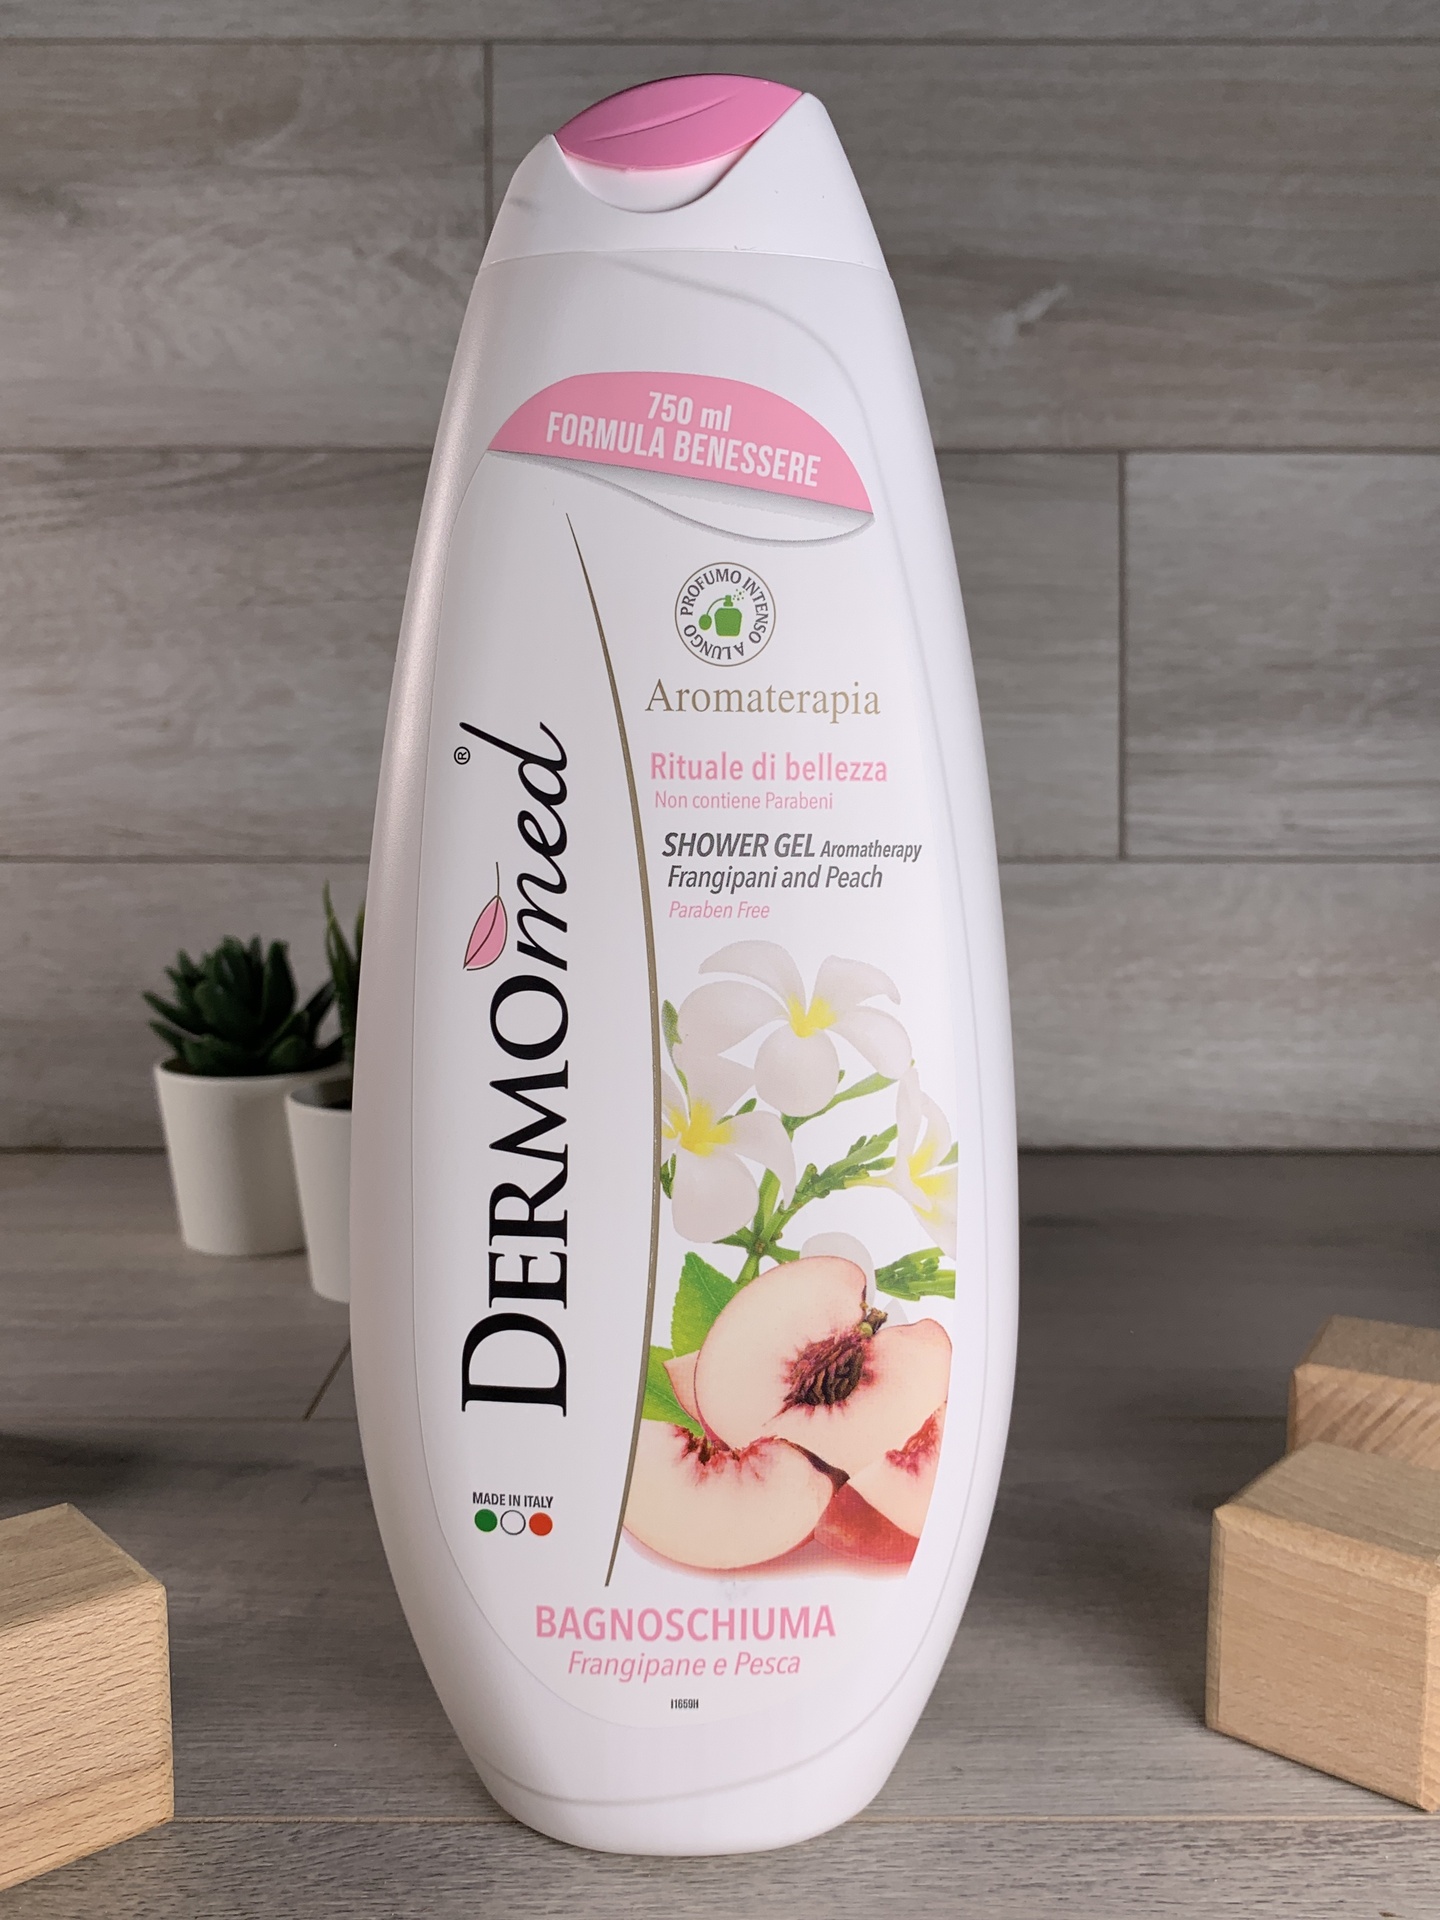 750 ml
FORMULA BENESSERE
PROFUMO INTENSO A LUNGO
Aromaterapia
Rituale di bellezza
Non contiene Parabeni
SHOWER GEL Aromatherapy
Frangipani and Peach
Paraben Free
DERMOmed®
MADE IN ITALY
BAGNOSCHIUMA
Frangipane e Pesca
I1659H